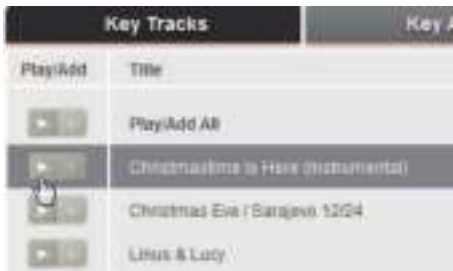 Key Tracks
Key A
Play/Add
Title
Play/Add All
Christmastime Is Here (Instrumental)
Christmas Eve / Sarajevo 12/24
Linus & Lucy